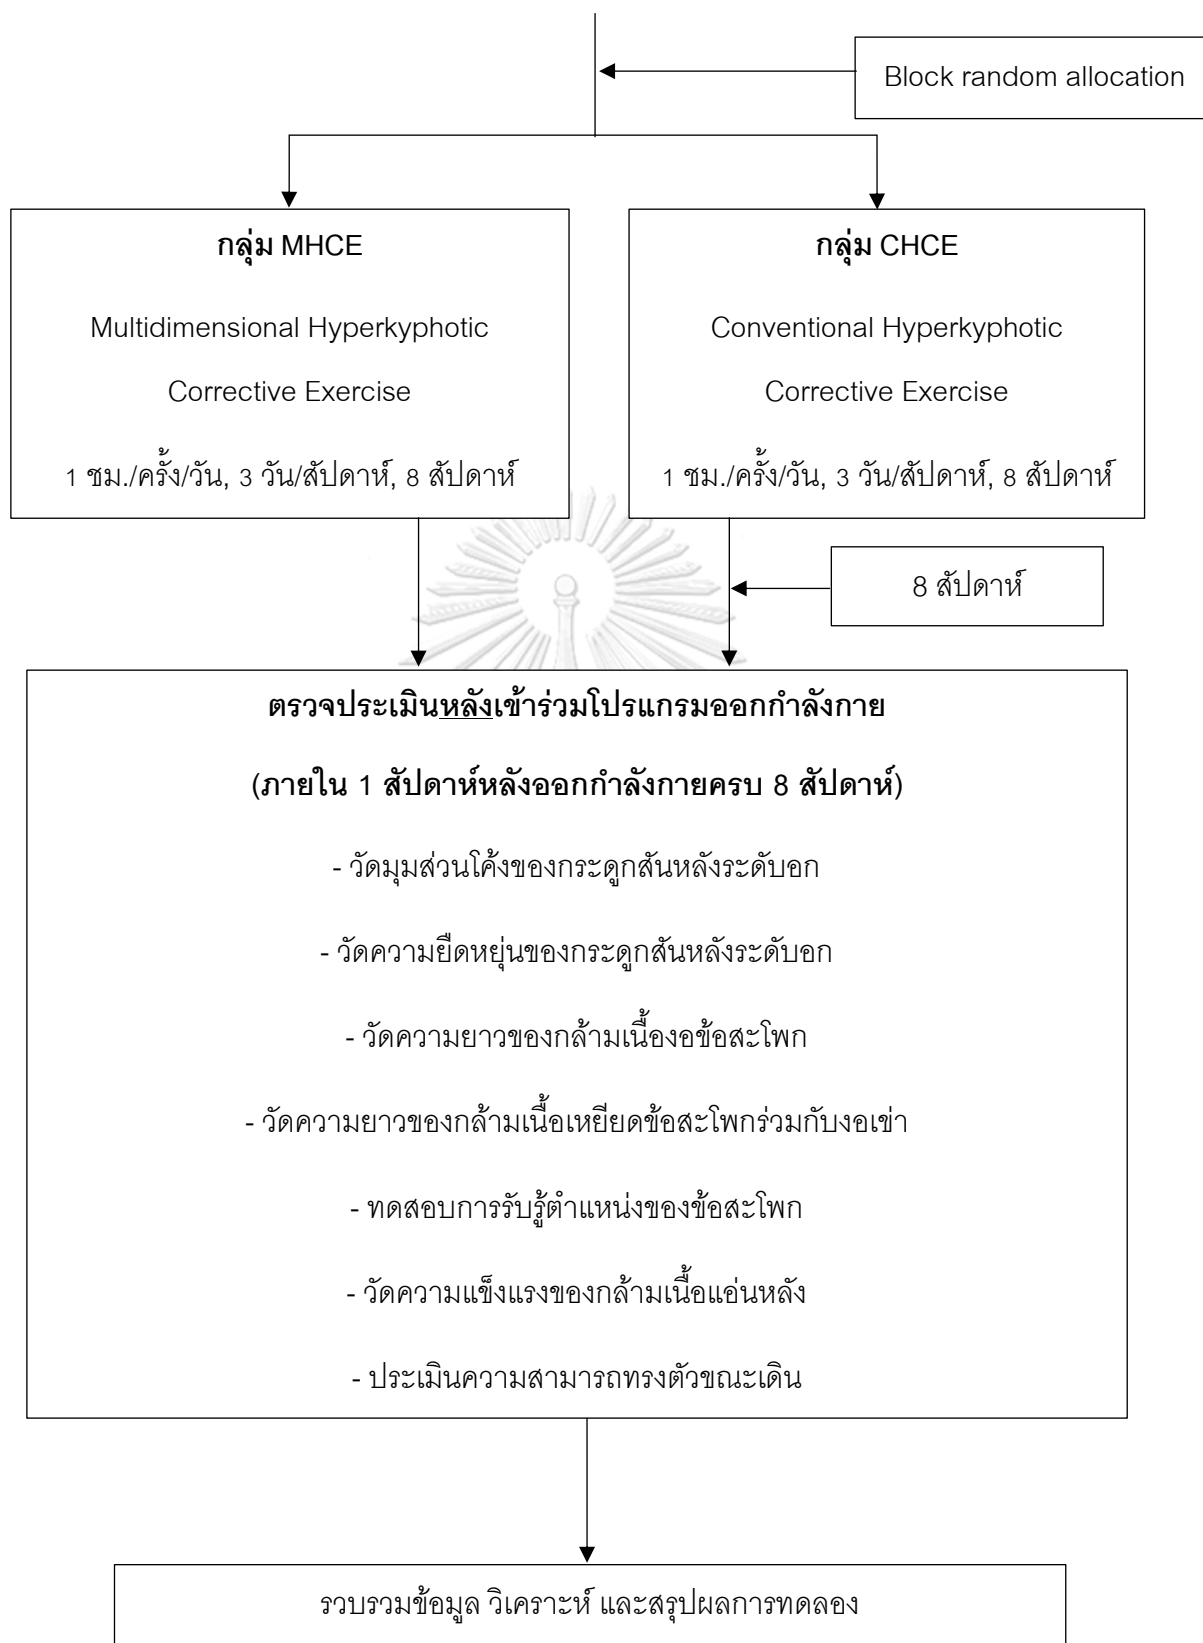 Block random allocation
กลุ่ม MHCE
Multidimensional Hyperkyphotic
Corrective Exercise
1 ชม./ครั้ง/วัน, 3 วัน/สัปดาห์, 8 สัปดาห์
กลุ่ม CHCE
Conventional Hyperkyphotic
Corrective Exercise
1 ชม./ครั้ง/วัน, 3 วัน/สัปดาห์, 8 สัปดาห์
8 สัปดาห์
ตรวจประเมินหลังเข้าร่วมโปรแกรมออกกำลังกาย
(ภายใน 1 สัปดาห์หลังออกกำลังกายครบ 8 สัปดาห์)
- วัดมุมส่วนโค้งของกระดูกสันหลังระดับอก
- วัดความยืดหยุ่นของกระดูกสันหลังระดับอก
- วัดความยาวของกล้ามเนื้องอข้อสะโพก
- วัดความยาวของกล้ามเนื้อเหยียดข้อสะโพกร่วมกับงอเข่า
- ทดสอบการรับรู้ตำแหน่งของข้อสะโพก
- วัดความแข็งแรงของกล้ามเนื้อแอ่นหลัง
- ประเมินความสามารถทรงตัวขณะเดิน
รวบรวมข้อมูล วิเคราะห์ และสรุปผลการทดลอง